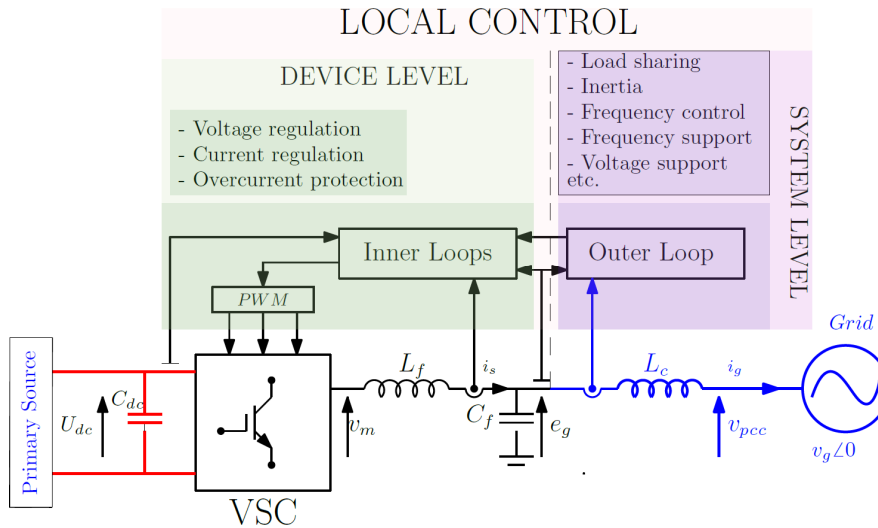 LOCAL CONTROL
DEVICE LEVEL
- Voltage regulation
- Current regulation
- Overcurrent protection
- Load sharing
- Inertia
- Frequency control
- Frequency support
- Voltage support
etc.
SYSTEM LEVEL
Inner Loops
Outer Loop
PWM
Primary Source
U_dc
C_dc
VSC
v_m
L_f
i_s
C_f
e_g
L_c
i_g
v_pcc
Grid
v_g∠0